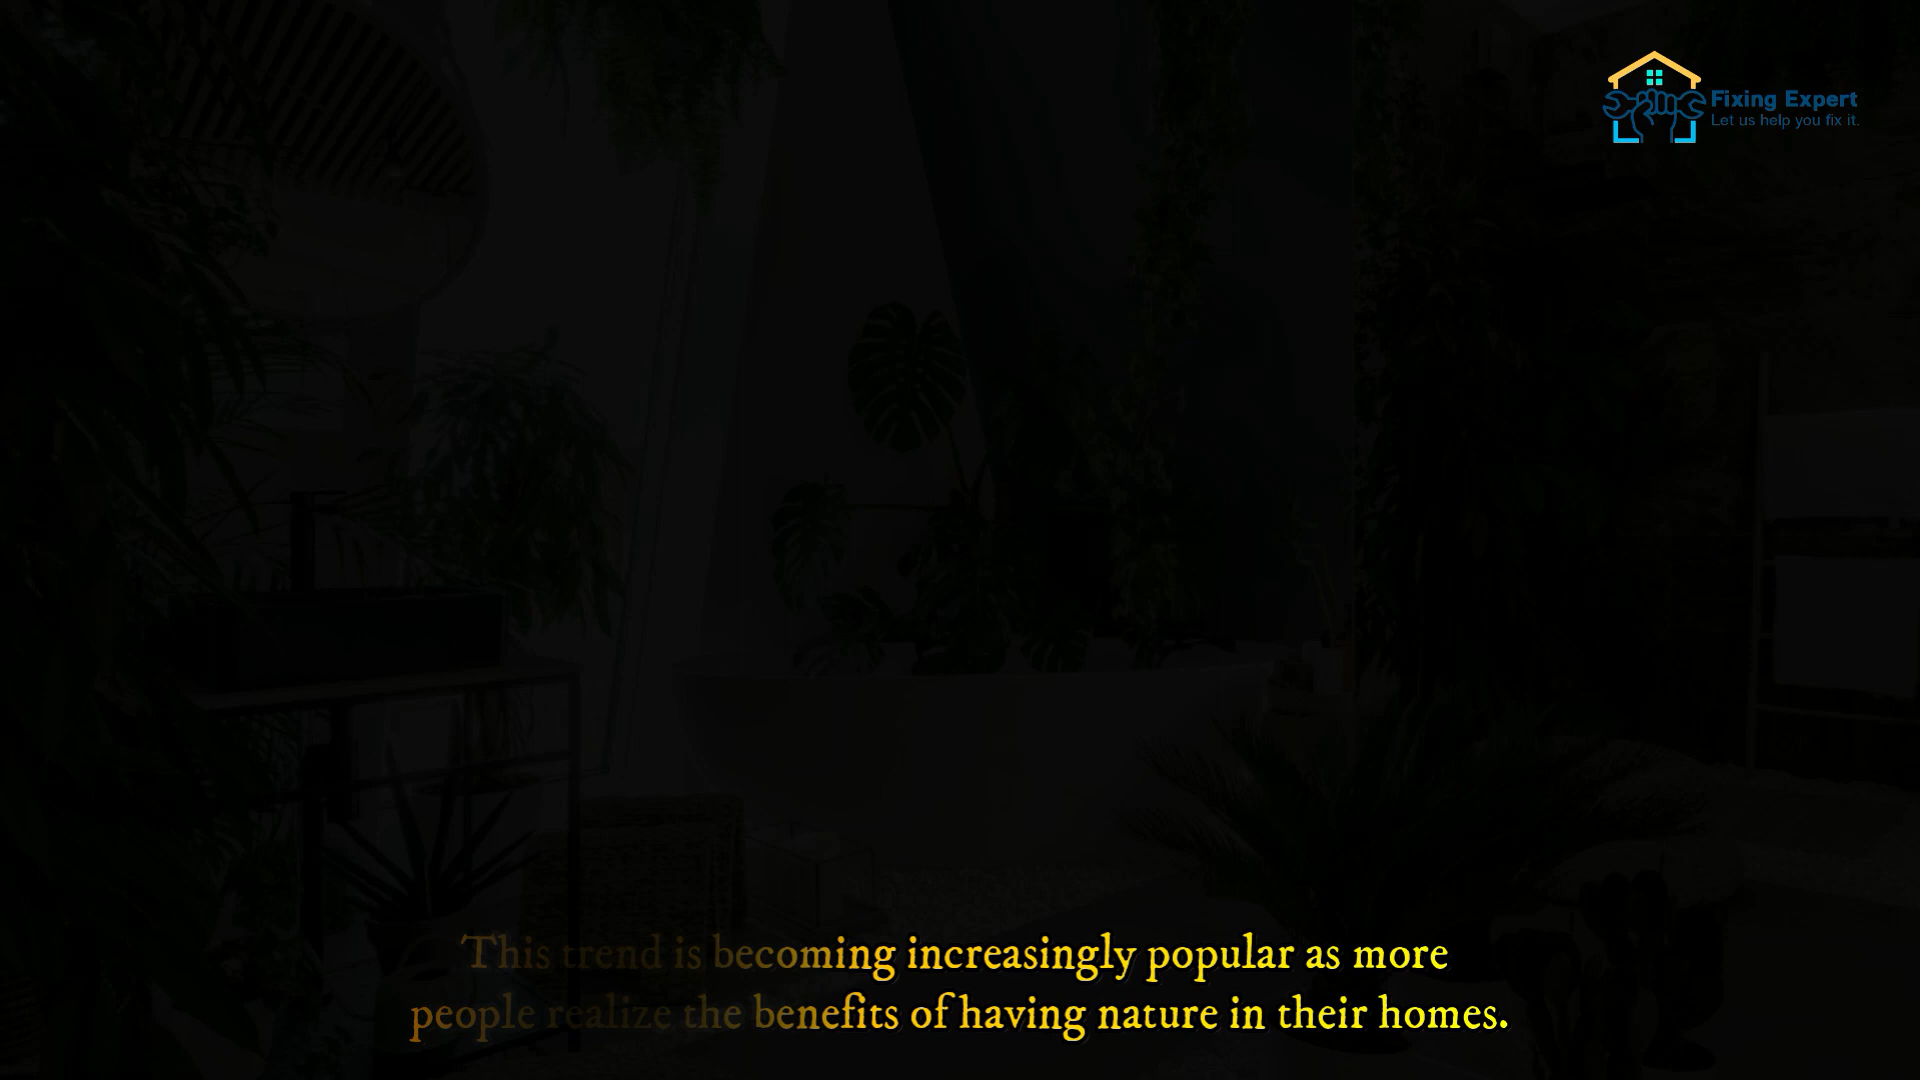 Fixing Expert
Let us help you fix it.
This trend is becoming increasingly popular as more
people realize the benefits of having nature in their homes.